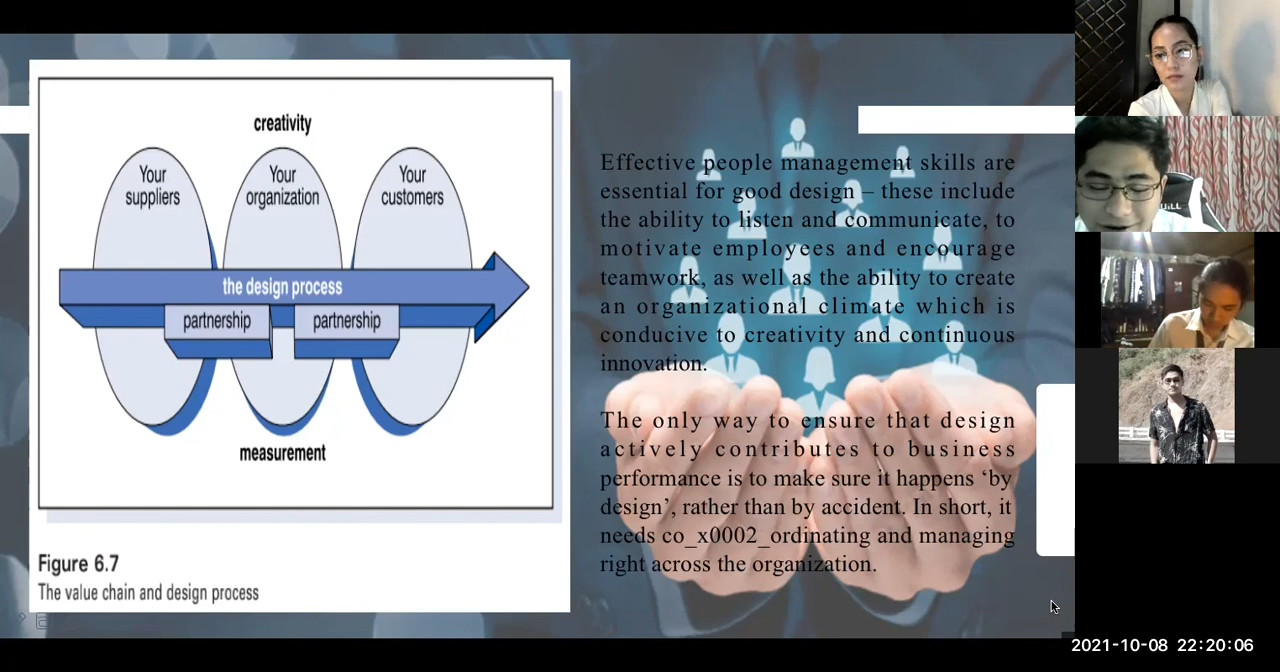 creativity
Your
suppliers
Your
organization
Your
customers
the design process
partnership
partnership
measurement
Figure 6.7
The value chain and design process
Effective people management skills are
essential for good design – these include
the ability to listen and communicate, to
motivate employees and encourage
teamwork, as well as the ability to create
an organizational climate which is
conducive to creativity and continuous
innovation.
The only way to ensure that design
actively contributes to business
performance is to make sure it happens ‘by
design’, rather than by accident. In short, it
needs co_x0002_ordinating and managing
right across the organization.
2021-10-08 22:20:06